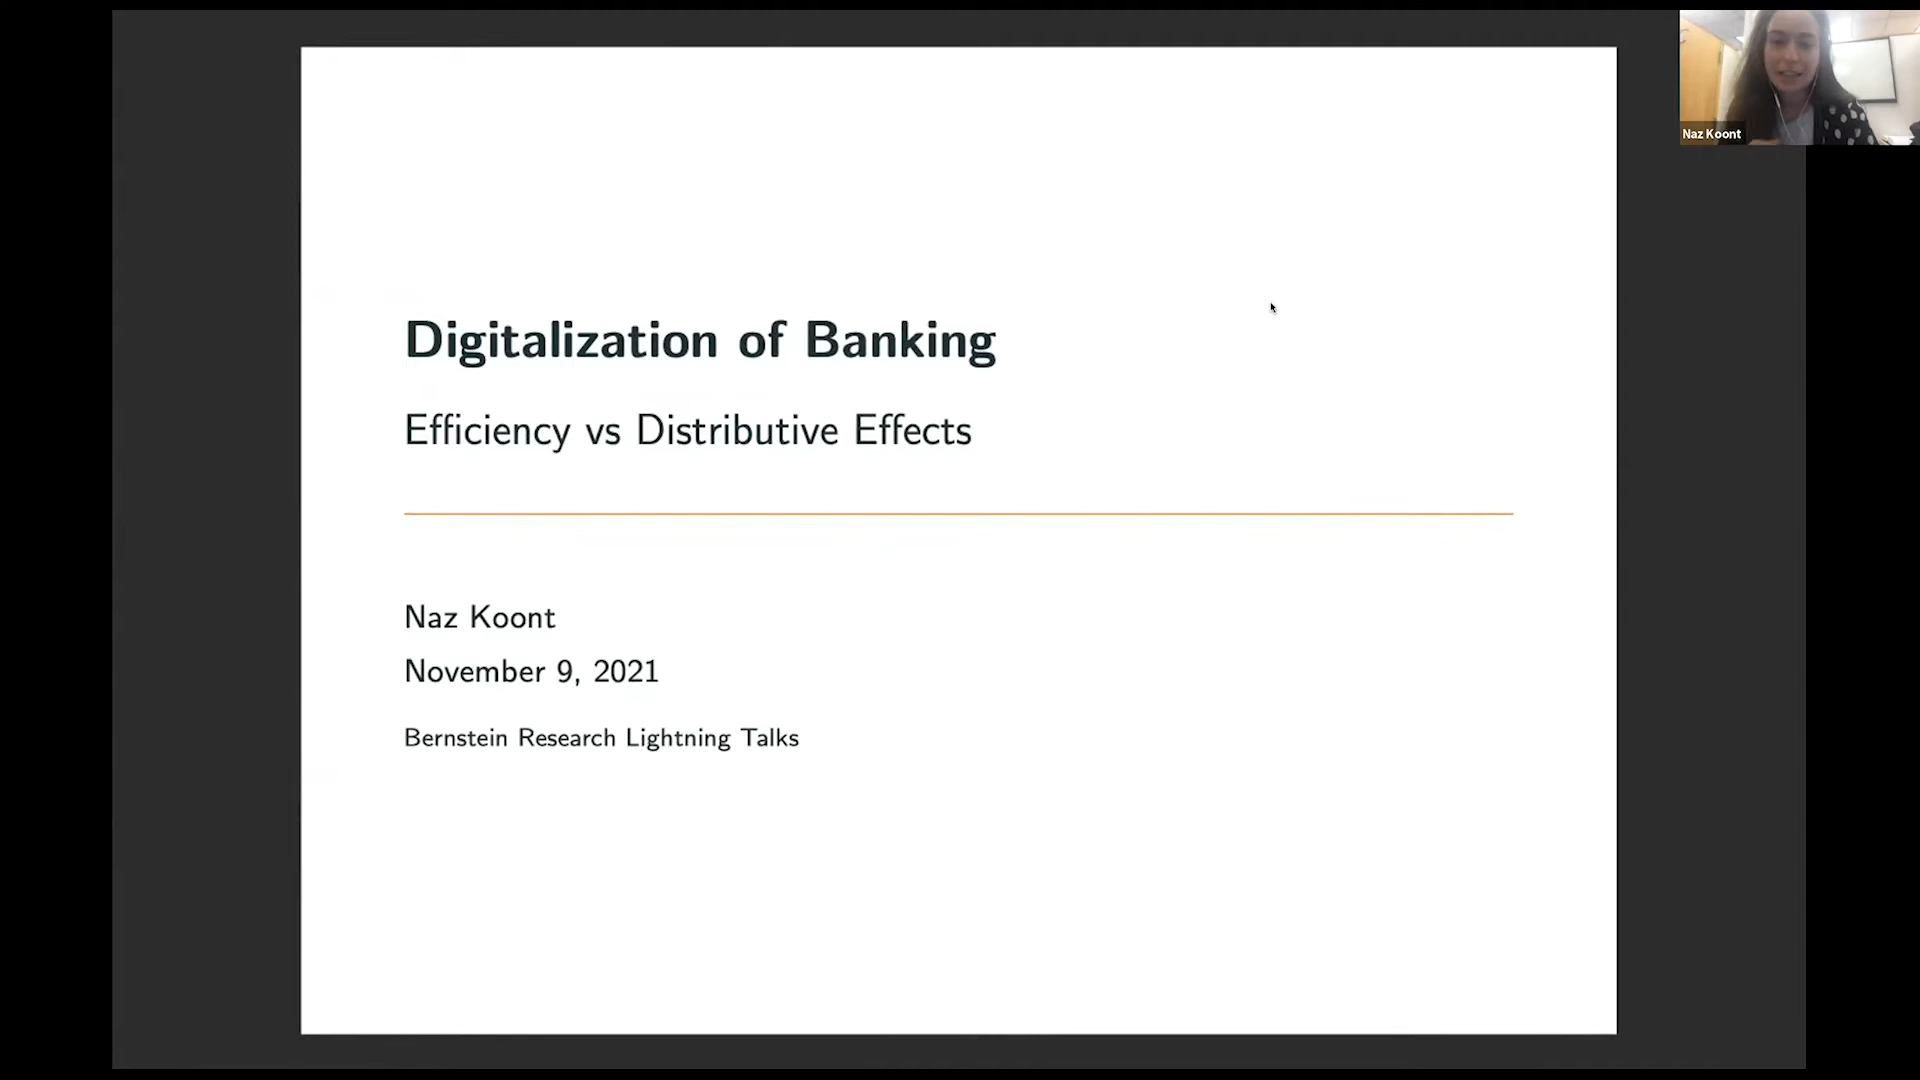 Naz Koont
Digitalization of Banking
Efficiency vs Distributive Effects
Naz Koont
November 9, 2021
Bernstein Research Lightning Talks